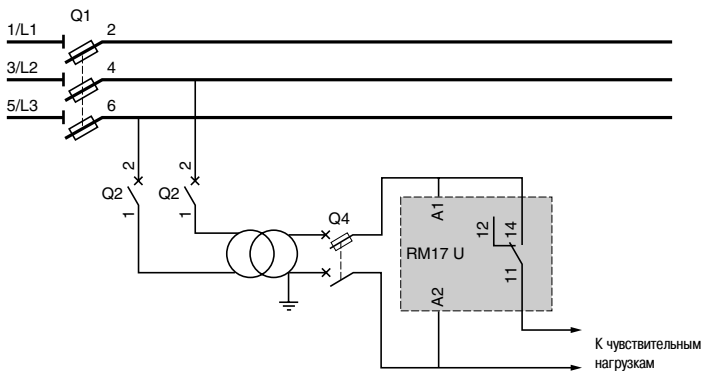 Q1
1/L1
2
3/L2
4
5/L3
6
2
2
Q2
Q2
1
1
Q4
A1
12
14
RM17 U
11
A2
К чувствительным
нагрузкам